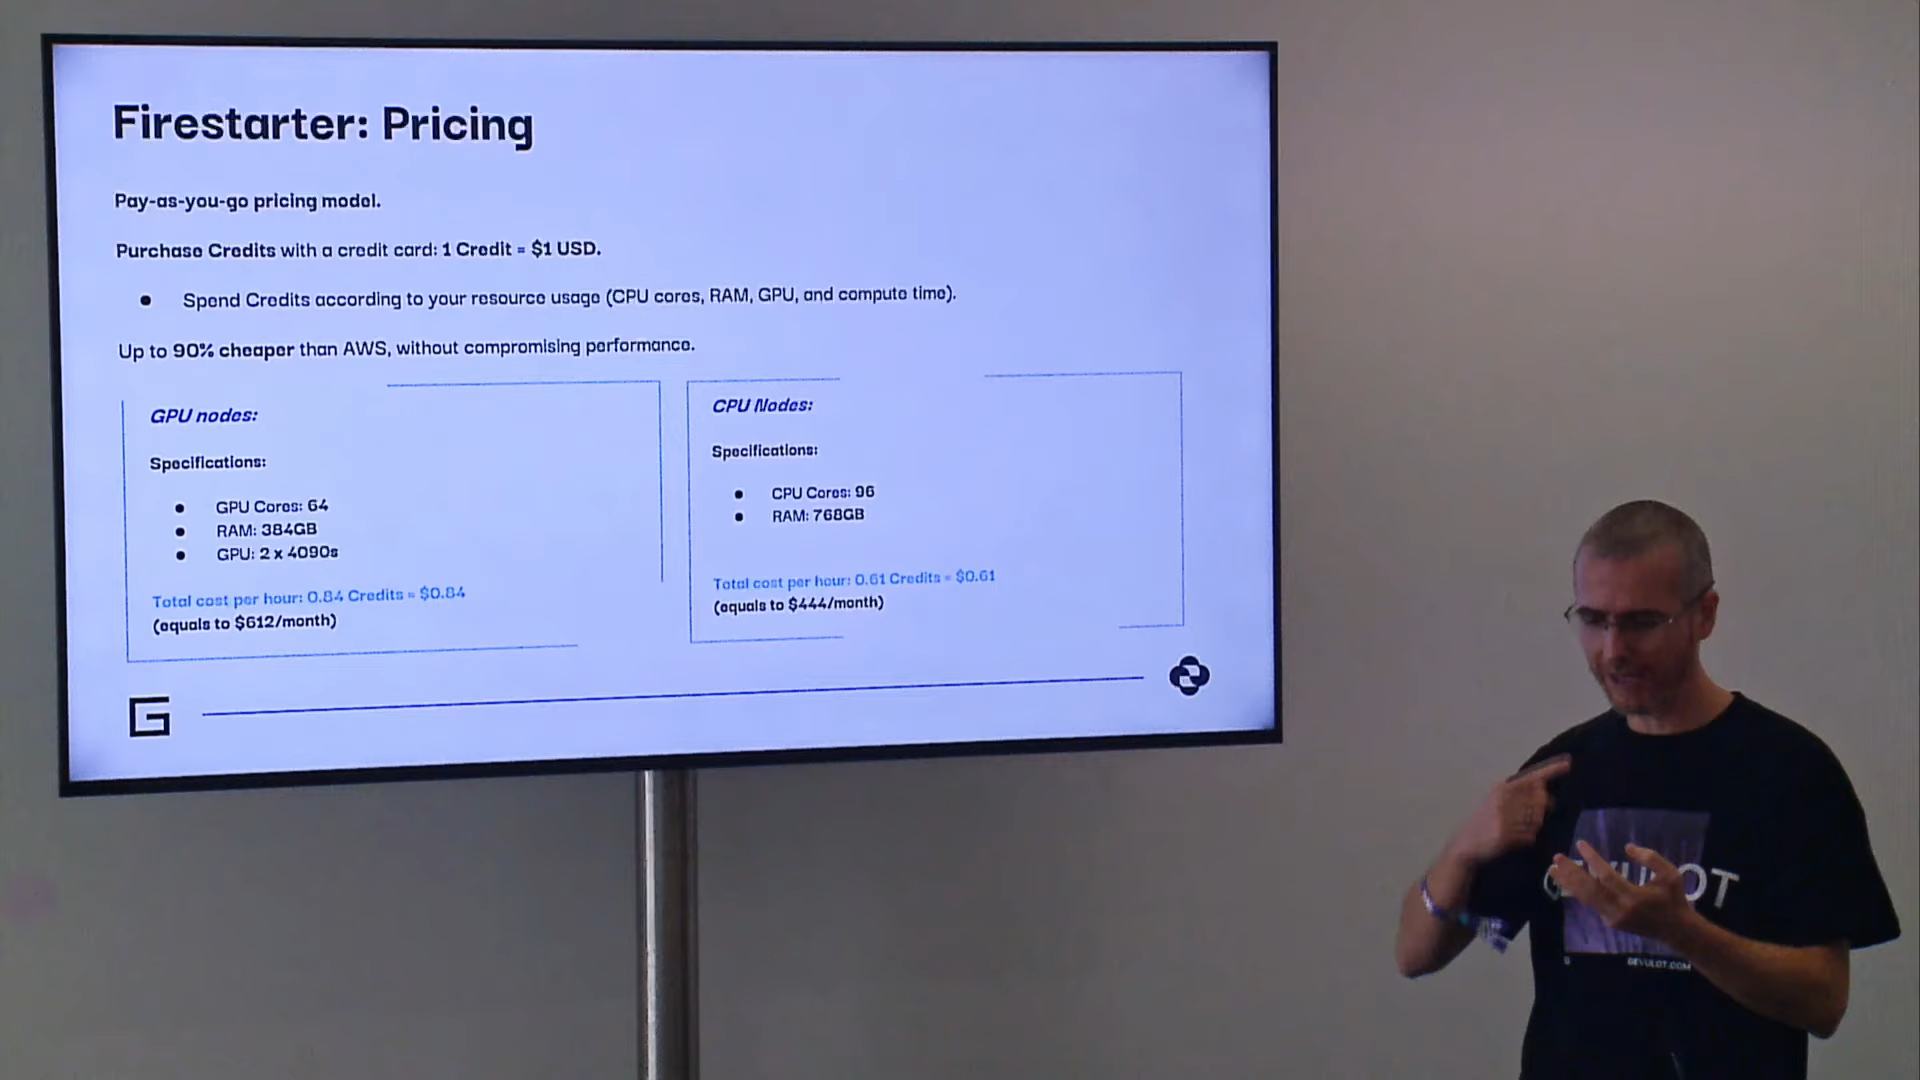 Firestarter: Pricing
Pay-as-you-go pricing model.
Purchase Credits with a credit card: 1 Credit = $1 USD.
Spend Credits according to your resource usage (CPU cores, RAM, GPU, and compute time).
Up to 90% cheaper than AWS, without compromising performance.
GPU nodes:
Specifications:
GPU Cores: 64
RAM: 384GB
GPU: 2 x 4090s
Total cost per hour: 0.84 Credits = $0.84
(equals to $612/month)
CPU Nodes:
Specifications:
CPU Cores: 96
RAM: 768GB
Total cost per hour: 0.61 Credits = $0.61
(equals to $444/month)
GEVULOT
GEVULOT.COM